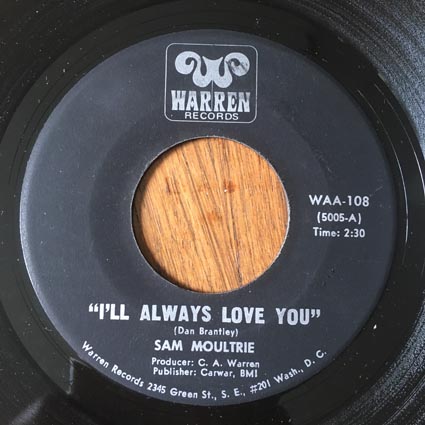 WARREN
RECORDS
WAA-108
(5005-A)
Time: 2:30
"I'LL ALWAYS LOVE YOU"
(Dan Brantley)
SAM MOULTRIE
Producer: C. A. Warren
Publisher: Carwar, BMI
Warren Records 2345 Green St., S. E., #201 Wash., D. C.